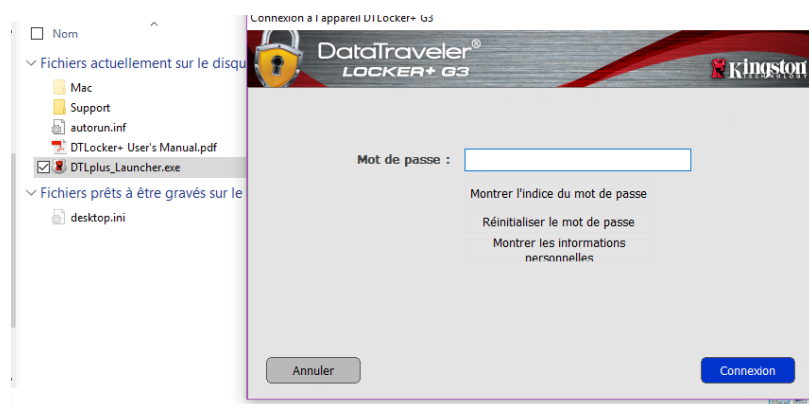 Nom
Fichiers actuellement sur le disqu
Mac
Support
autorun.inf
DTLocker+ User's Manual.pdf
DTLplus_Launcher.exe
Fichiers prêts à être gravés sur le
desktop.ini
Connexion à l'appareil DTLocker+ G3
DataTraveler®
LOCKER+ G3
Kingston
TECHNOLOGY
Mot de passe :
Montrer l'indice du mot de passe
Réinitialiser le mot de passe
Montrer les informations
personnelles
Annuler
Connexion